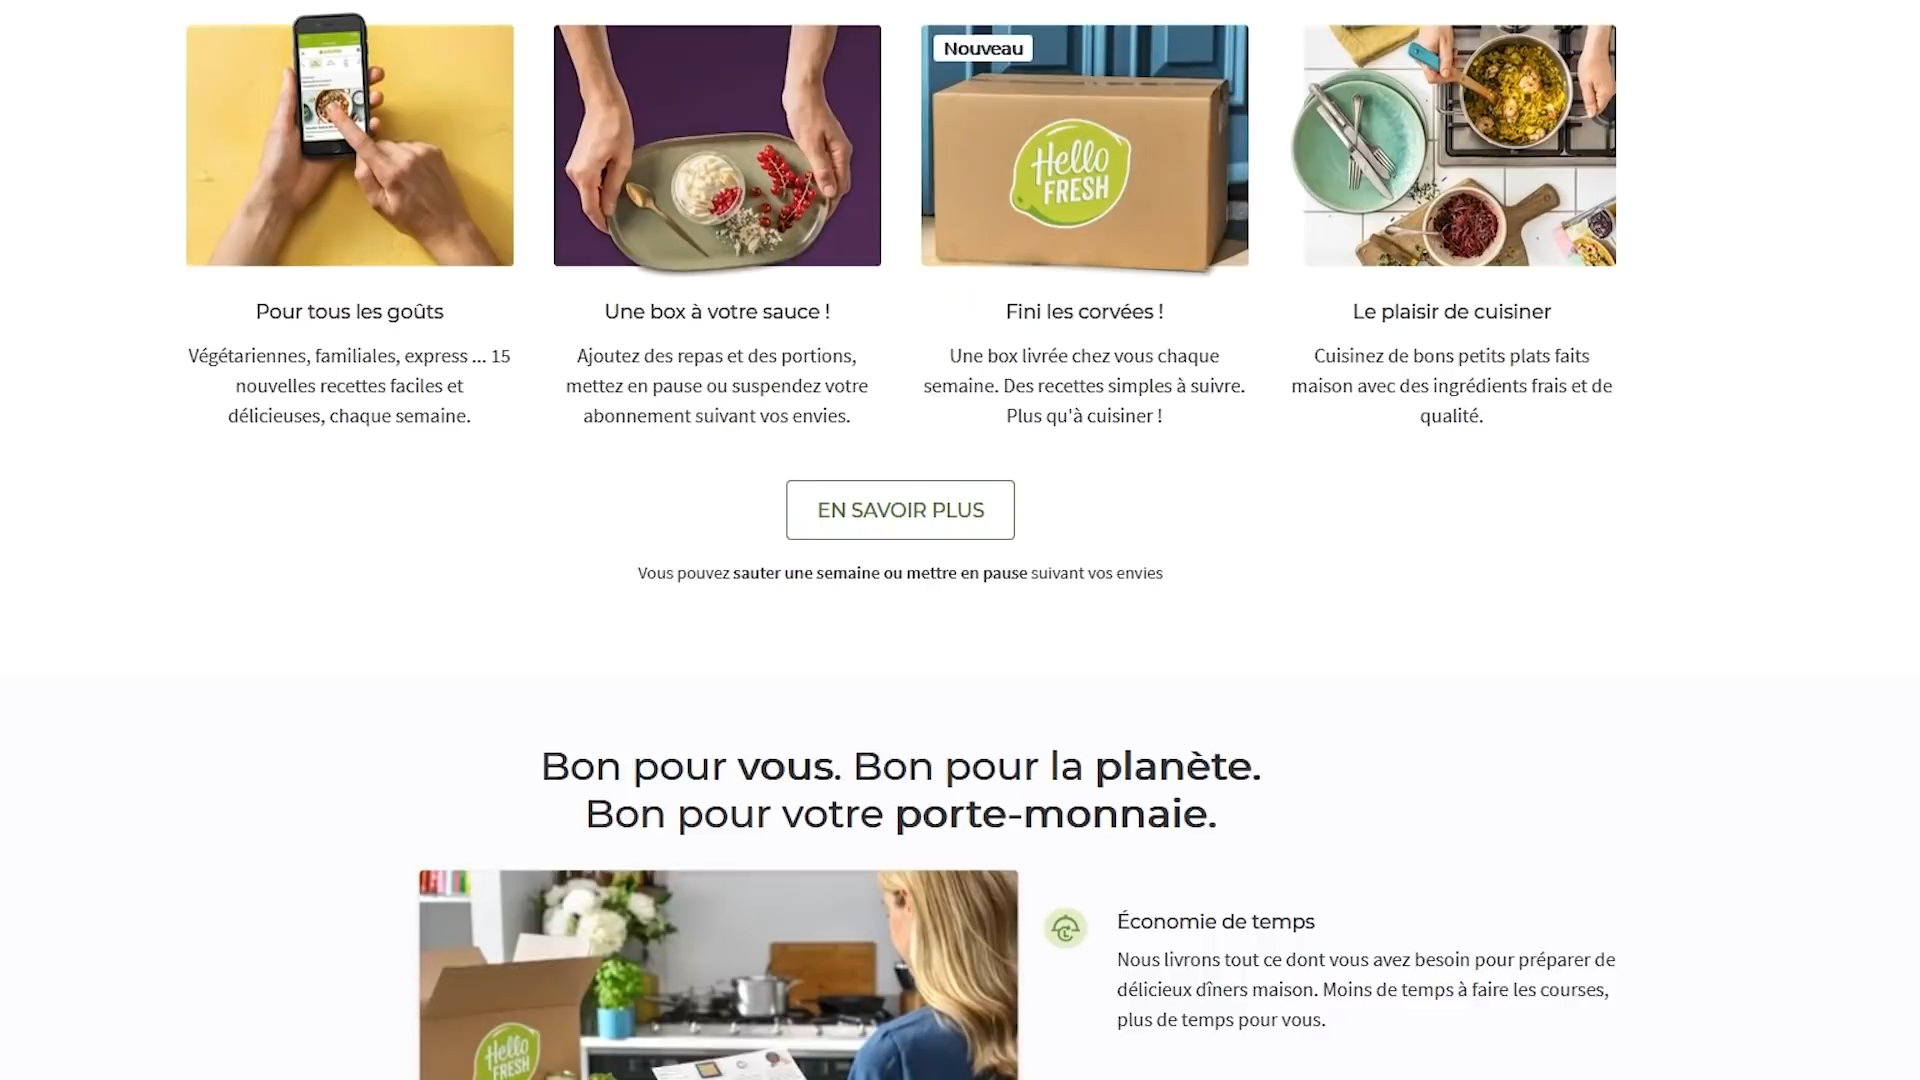 Nouveau
Hello
FRESH
Pour tous les goûts
Végétariennes, familiales, express ... 15
nouvelles recettes faciles et
délicieuses, chaque semaine.
Une box à votre sauce !
Ajoutez des repas et des portions,
mettez en pause ou suspendez votre
abonnement suivant vos envies.
Fini les corvées !
Une box livrée chez vous chaque
semaine. Des recettes simples à suivre.
Plus qu'à cuisiner !
Le plaisir de cuisiner
Cuisinez de bons petits plats faits
maison avec des ingrédients frais et de
qualité.
EN SAVOIR PLUS
Vous pouvez sauter une semaine ou mettre en pause suivant vos envies
Bon pour vous. Bon pour la planète.
Bon pour votre porte-monnaie.
Hello
FRESH
Économie de temps
Nous livrons tout ce dont vous avez besoin pour préparer de
délicieux dîners maison. Moins de temps à faire les courses,
plus de temps pour vous.